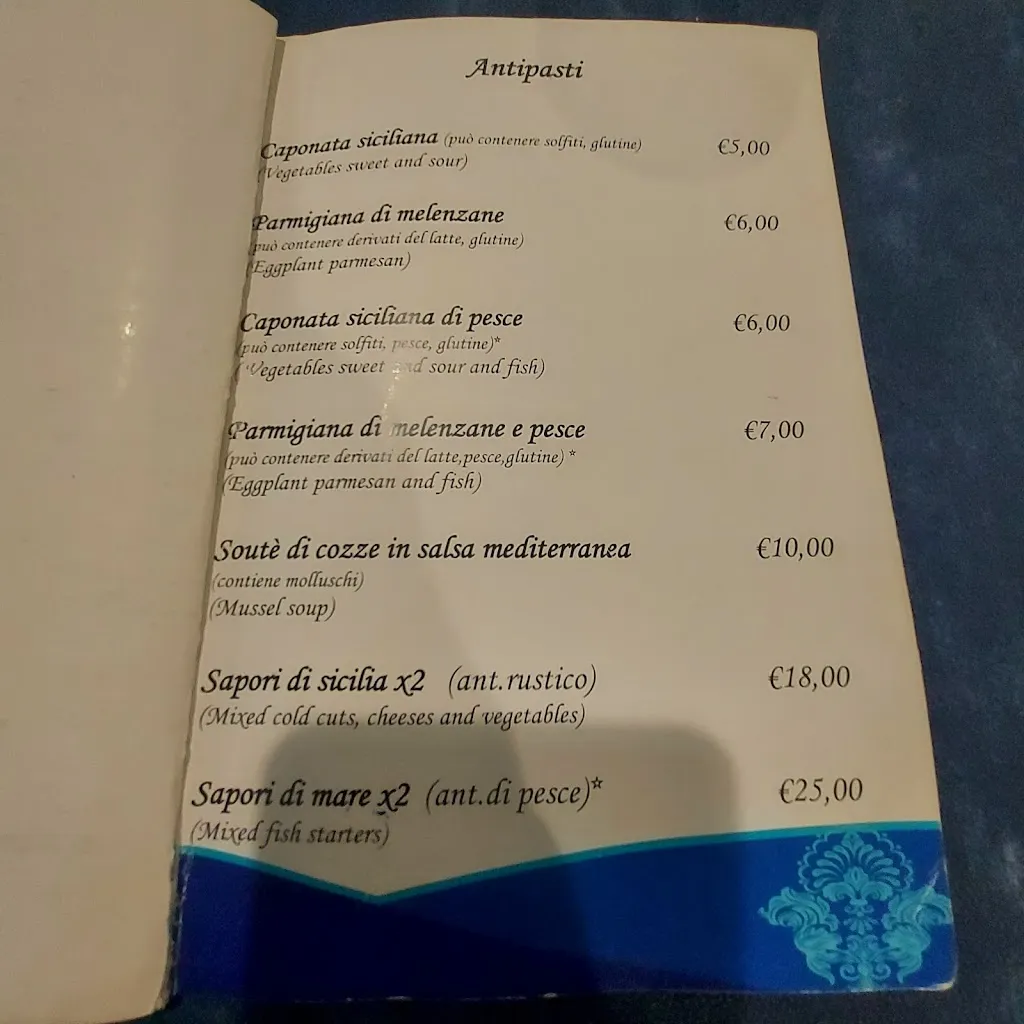 Antipasti
Caponata siciliana (può contenere solfiti, glutine) €5,00
(Vegetables sweet and sour)
Parmigiana di melenzane €6,00
(può contenere derivati del latte, glutine)
(Eggplant parmesan)
Caponata siciliana di pesce €6,00
(può contenere solfiti, pesce, glutine)*
(Vegetables sweet and sour and fish)
Parmigiana di melenzane e pesce €7,00
(può contenere derivati del latte,pesce,glutine) *
(Eggplant parmesan and fish)
Soutè di cozze in salsa mediterranea €10,00
(contiene molluschi)
(Mussel soup)
Sapori di sicilia x2 (ant.rustico) €18,00
(Mixed cold cuts, cheeses and vegetables)
Sapori di mare x2 (ant.di pesce)* €25,00
(Mixed fish starters)